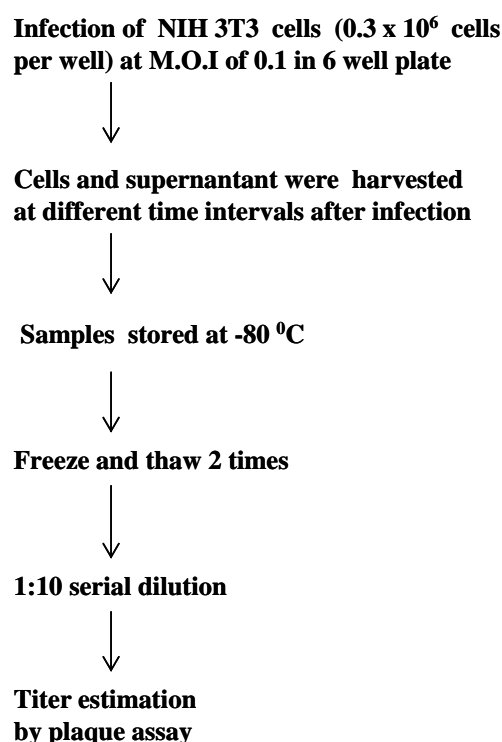 Infection of NIH 3T3 cells (0.3 x 10⁶ cells
per well) at M.O.I of 0.1 in 6 well plate
Cells and supernantant were harvested
at different time intervals after infection
Samples stored at -80 ⁰C
Freeze and thaw 2 times
1:10 serial dilution
Titer estimation
by plaque assay